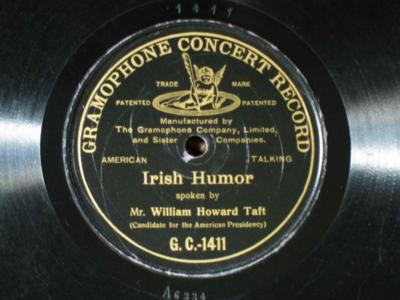 1411
GRAMOPHONE CONCERT RECORD
TRADE MARK
PATENTED PATENTED
Manufactured by
The Gramophone Company, Limited,
and Sister Companies.
AMERICAN TALKING
Irish Humor
spoken by
Mr. William Howard Taft
(Candidate for the American Presidency)
G. C.-1411
A6334